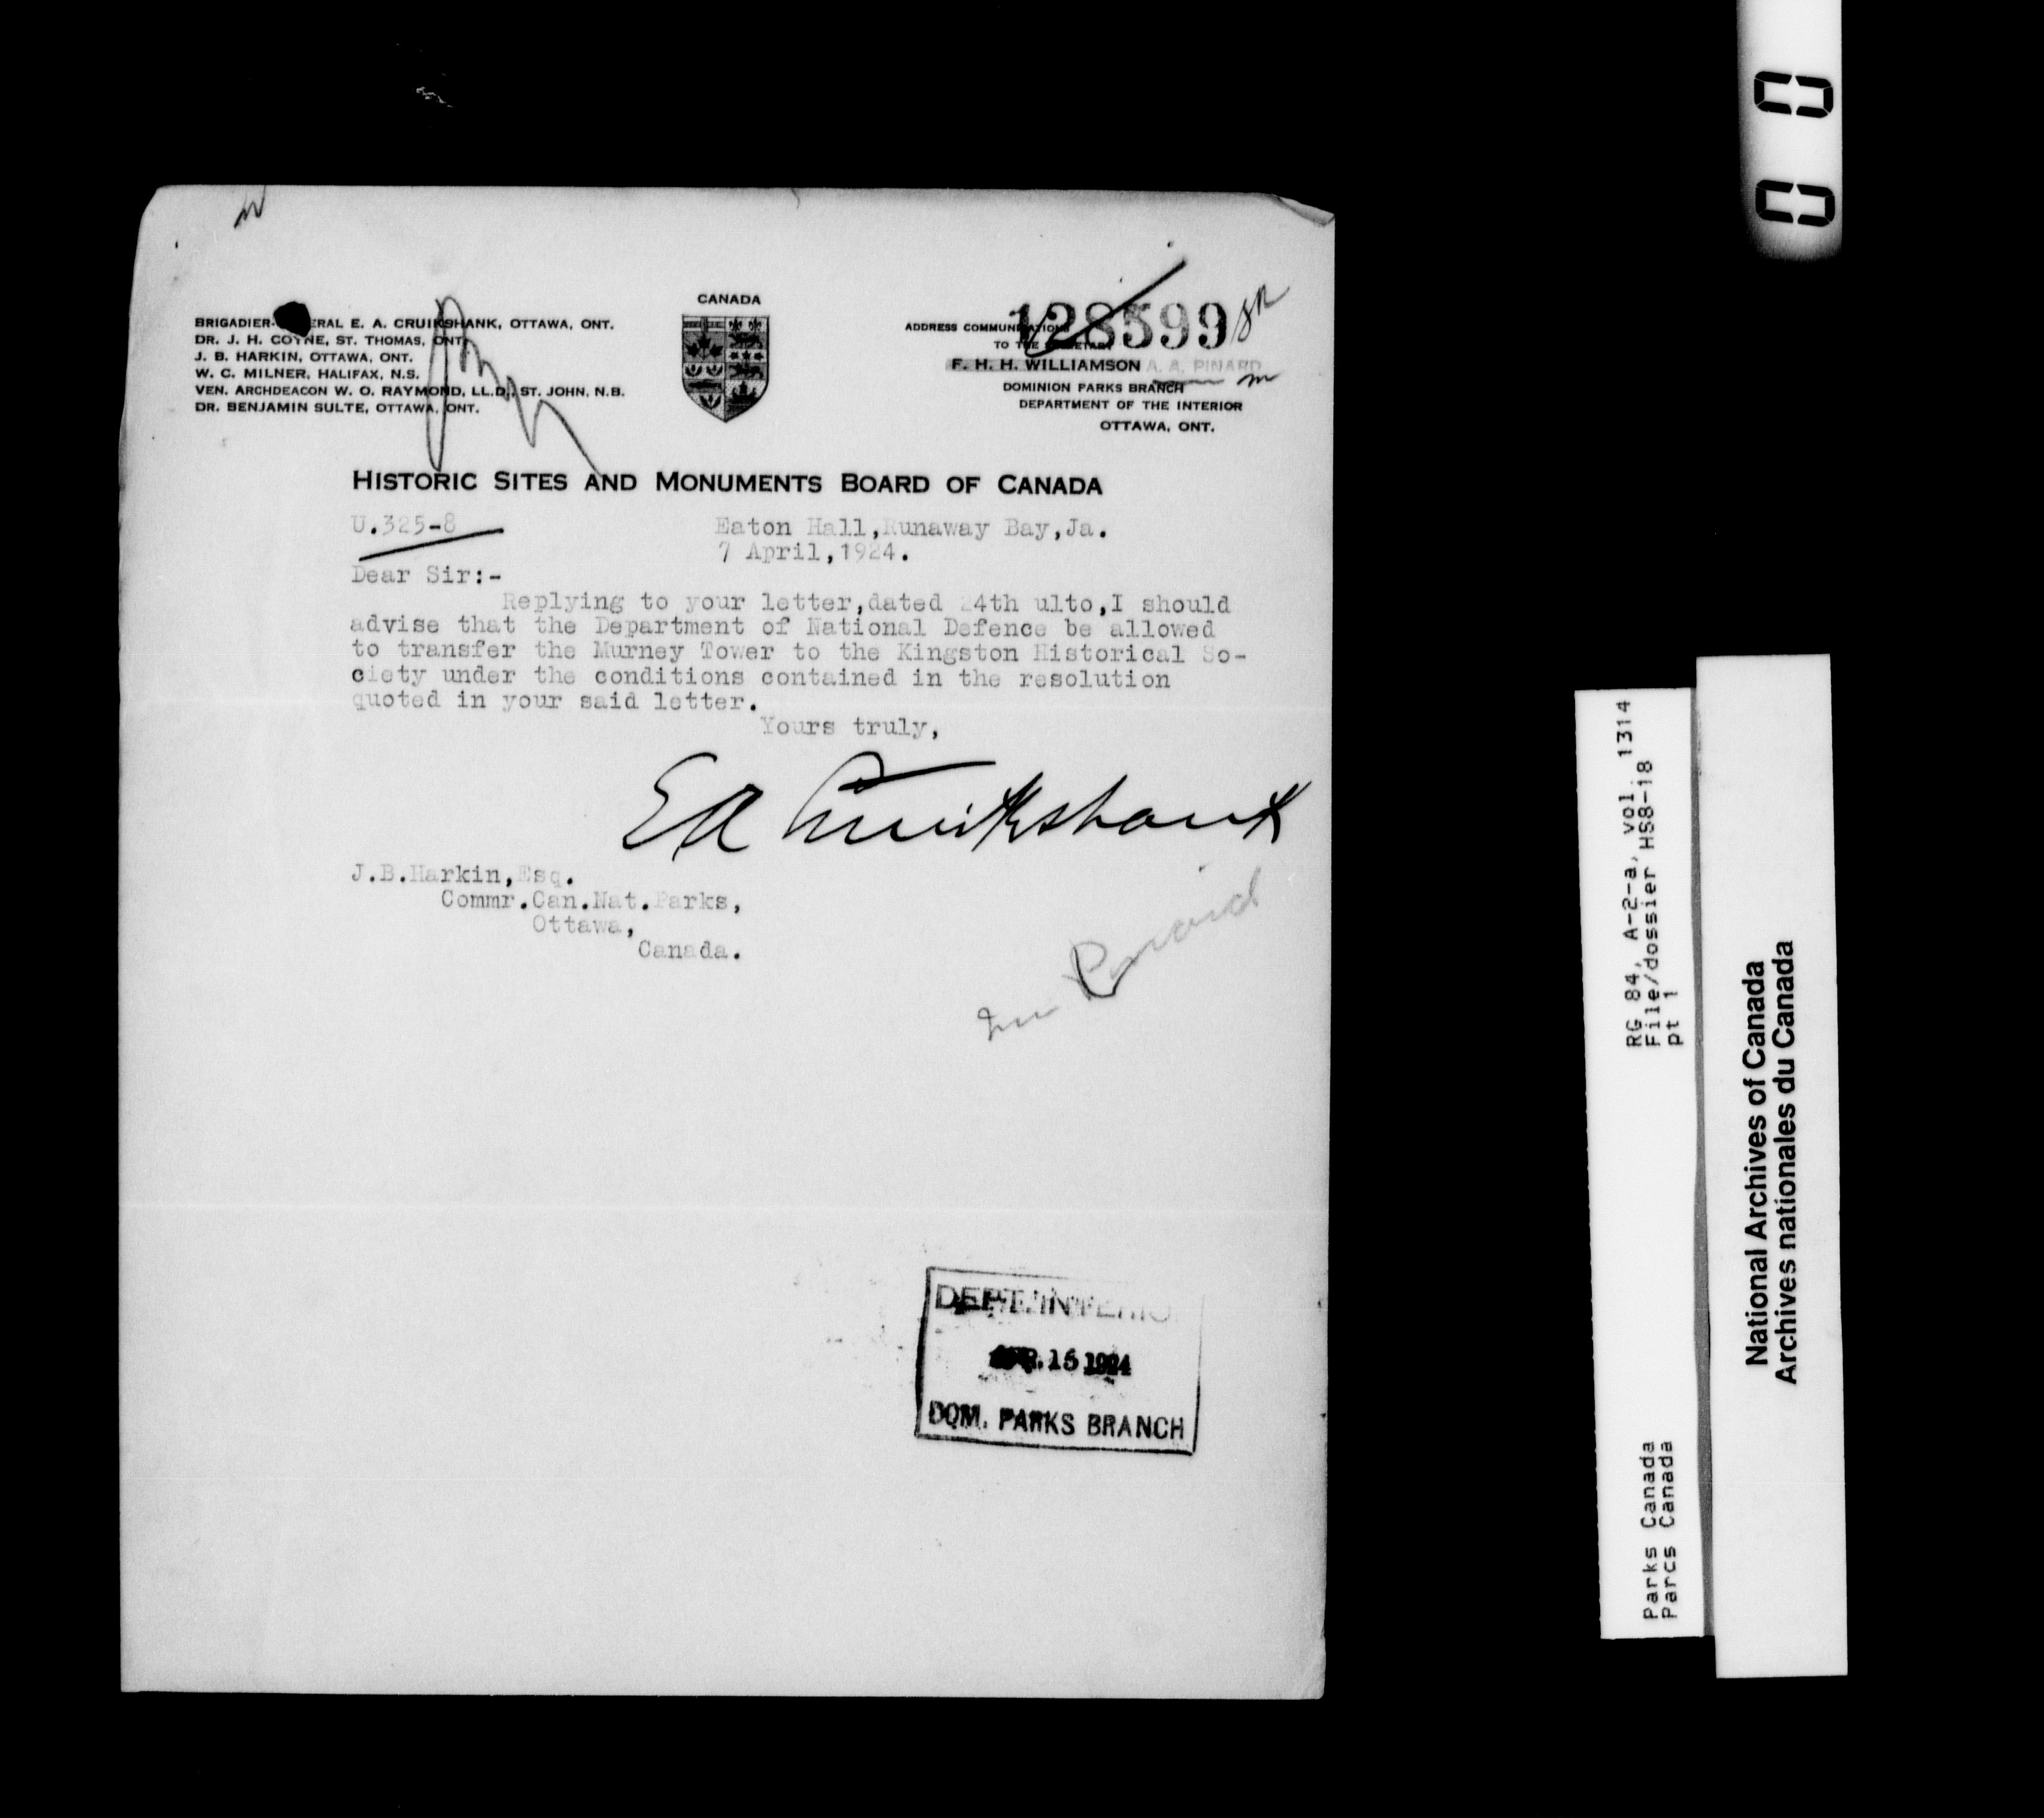 BRIGADIER- ERAL E. A. CRUIKSHANK, OTTAWA, ONT.
DR. J. H. COYNE, ST. THOMAS, ONT.
J. B. HARKIN, OTTAWA, ONT.
W. C. MILNER, HALIFAX, N.S.
VEN. ARCHDEACON W. O. RAYMOND, LL.D., ST. JOHN, N.B.
DR. BENJAMIN SULTE, OTTAWA, ONT.
CANADA
128599
ADDRESS COMMUNICATIONS
TO THE SECRETARY
F. H. H. WILLIAMSON A. A. PINARD
DOMINION PARKS BRANCH
DEPARTMENT OF THE INTERIOR
OTTAWA, ONT.
HISTORIC SITES AND MONUMENTS BOARD OF CANADA
U.325-8
Eaton Hall,Runaway Bay,Ja.
7 April,1924.
Dear Sir:-
Replying to your letter,dated 24th ulto,I should
advise that the Department of National Defence be allowed
to transfer the Murney Tower to the Kingston Historical So-
ciety under the conditions contained in the resolution
quoted in your said letter.
Yours truly,
E A Cruikshank
J.B.Harkin,Esq.
Commr.Can.Nat.Parks,
Ottawa,
Canada.
DEPT. INTERIO
APR. 15 1924
DOM. PARKS BRANCH
RG 84, A-2-a, vol. 1314
File/dossier HS8-18
pt 1
Parks Canada
Parcs Canada
National Archives of Canada
Archives nationales du Canada
00